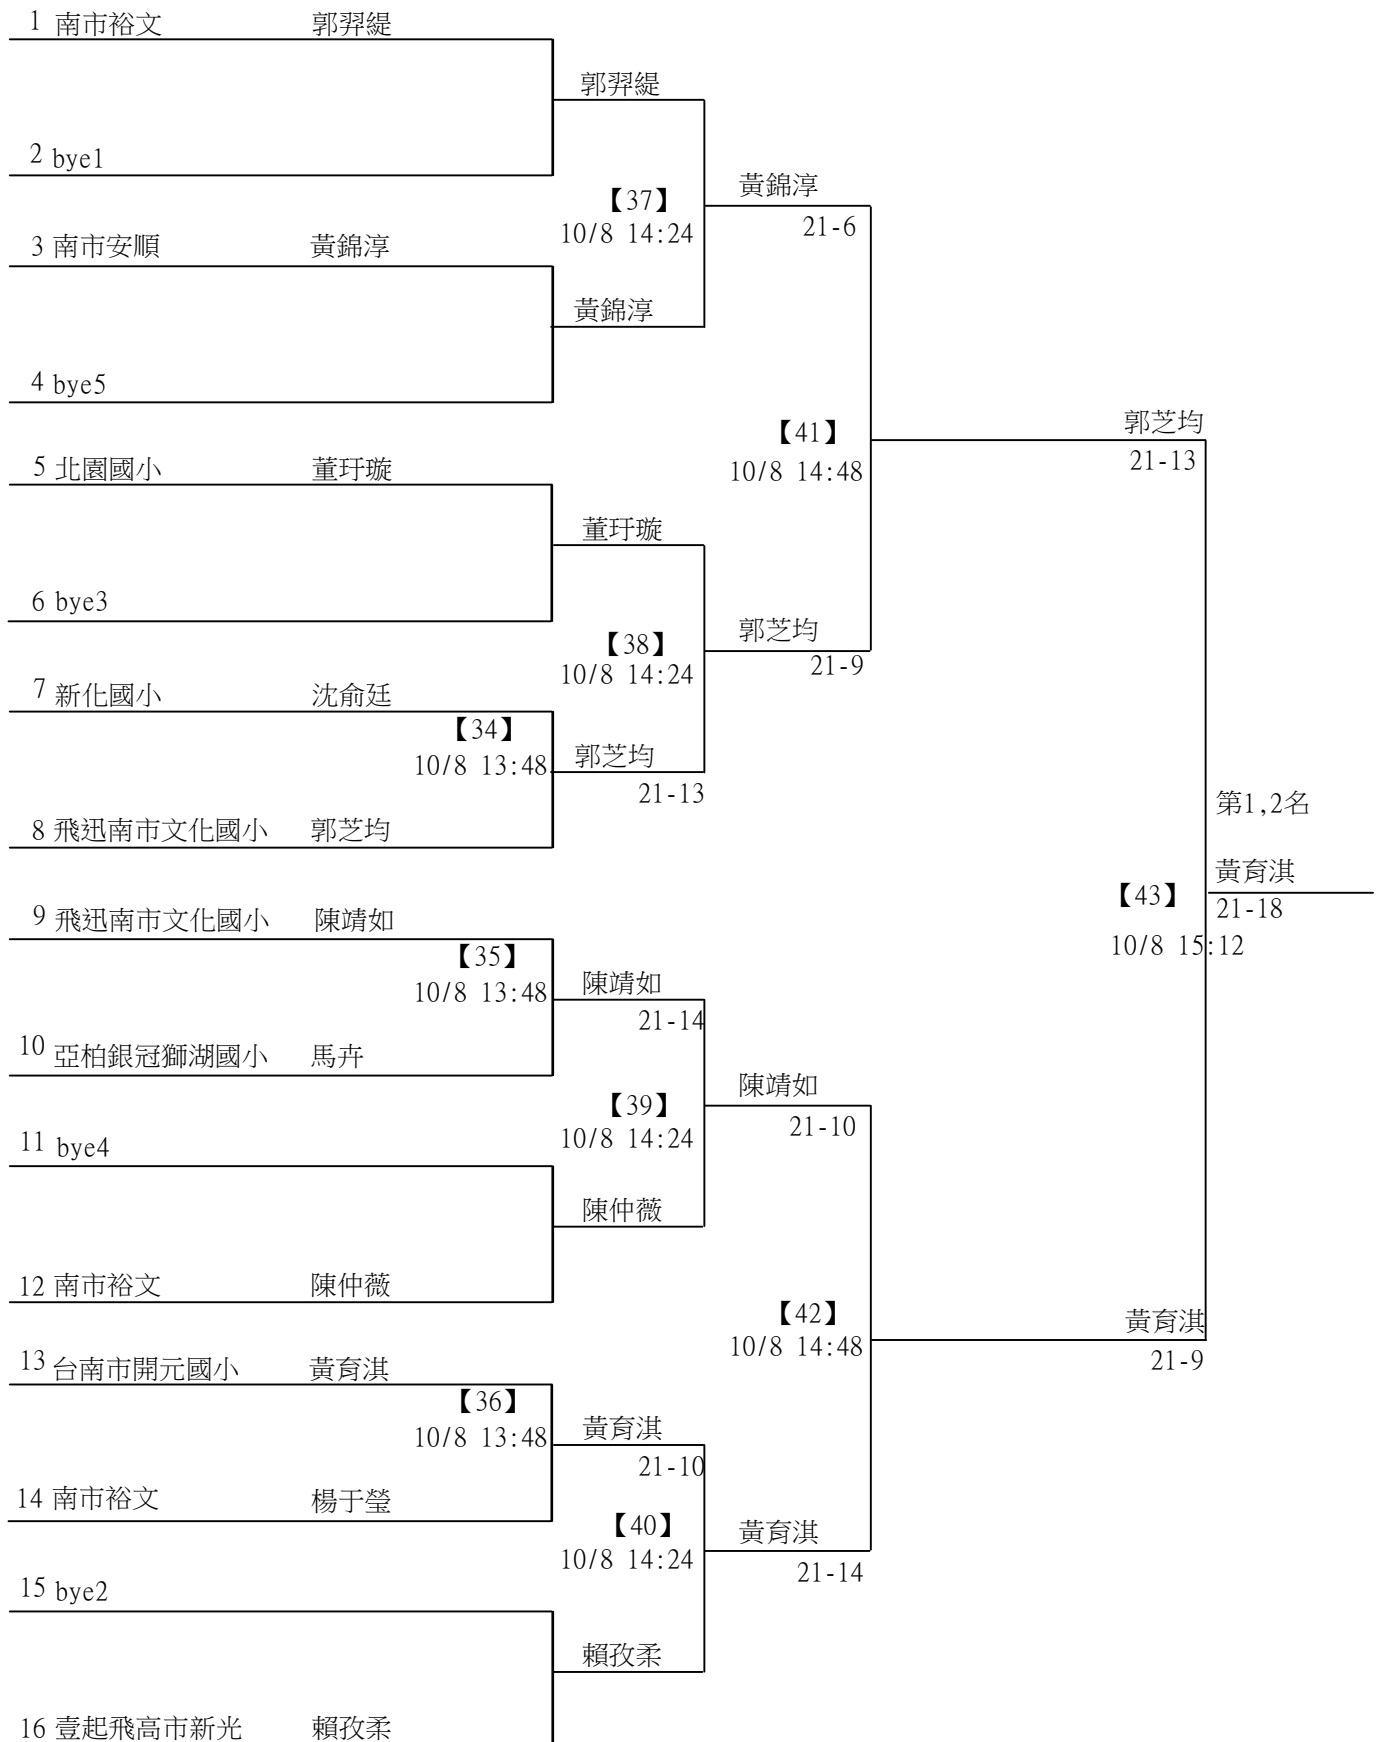 1 南市裕文 郭羿緹
郭羿緹
2 bye1
黃錦淳
【37】
10/8 14:24
21-6
3 南市安順 黃錦淳
黃錦淳
4 bye5
郭芝均
【41】
10/8 14:48
21-13
5 北園國小 董玗璇
董玗璇
6 bye3
郭芝均
【38】
10/8 14:24
21-9
7 新化國小 沈俞廷
【34】
10/8 13:48
郭芝均
21-13
8 飛迅南市文化國小 郭芝均
第1,2名
黃育淇
【43】
21-18
10/8 15:12
9 飛迅南市文化國小 陳靖如
【35】
10/8 13:48
陳靖如
21-14
10 亞柏銀冠獅湖國小 馬卉
陳靖如
【39】
10/8 14:24
21-10
11 bye4
陳仲薇
12 南市裕文 陳仲薇
【42】
10/8 14:48
黃育淇
21-9
13 台南市開元國小 黃育淇
【36】
10/8 13:48
黃育淇
21-10
14 南市裕文 楊于瑩
【40】
10/8 14:24
黃育淇
21-14
15 bye2
賴孜柔
16 壹起飛高市新光 賴孜柔